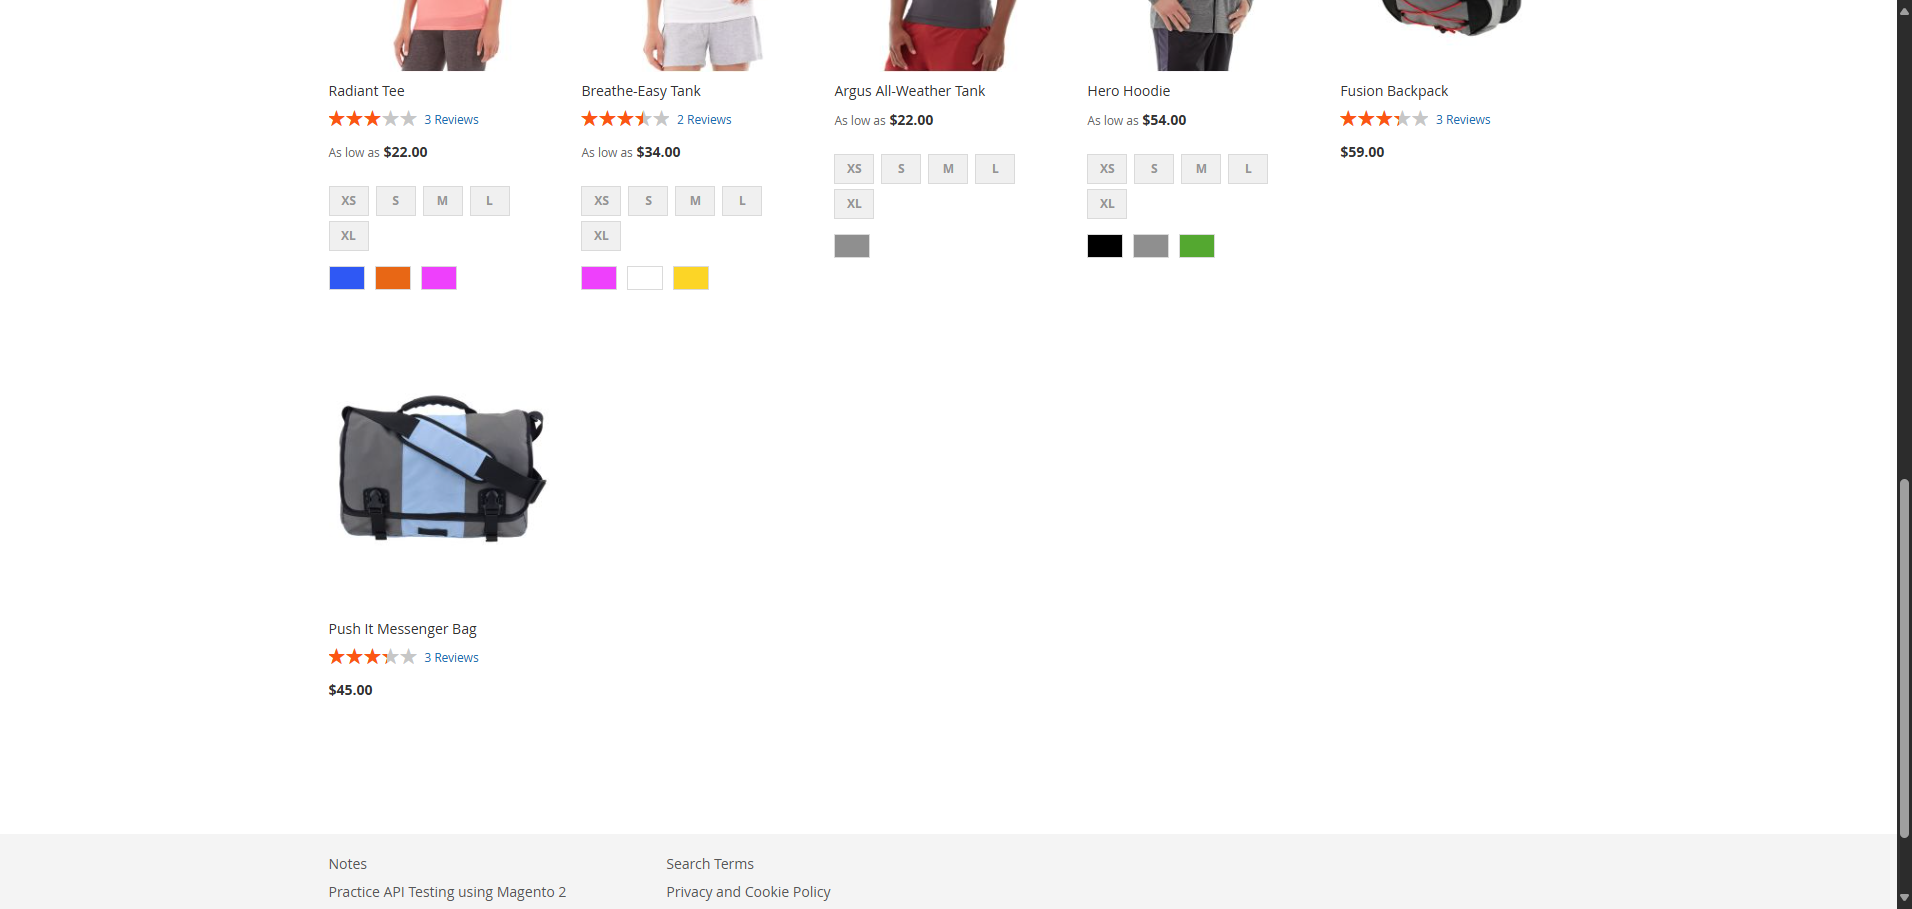 Radiant Tee
3 Reviews
As low as $22.00
XS S M L
XL
Breathe-Easy Tank
2 Reviews
As low as $34.00
XS S M L
XL
Argus All-Weather Tank
As low as $22.00
XS S M L
XL
Hero Hoodie
As low as $54.00
XS S M L
XL
Fusion Backpack
3 Reviews
$59.00
Push It Messenger Bag
3 Reviews
$45.00
Notes
Practice API Testing using Magento 2
Search Terms
Privacy and Cookie Policy